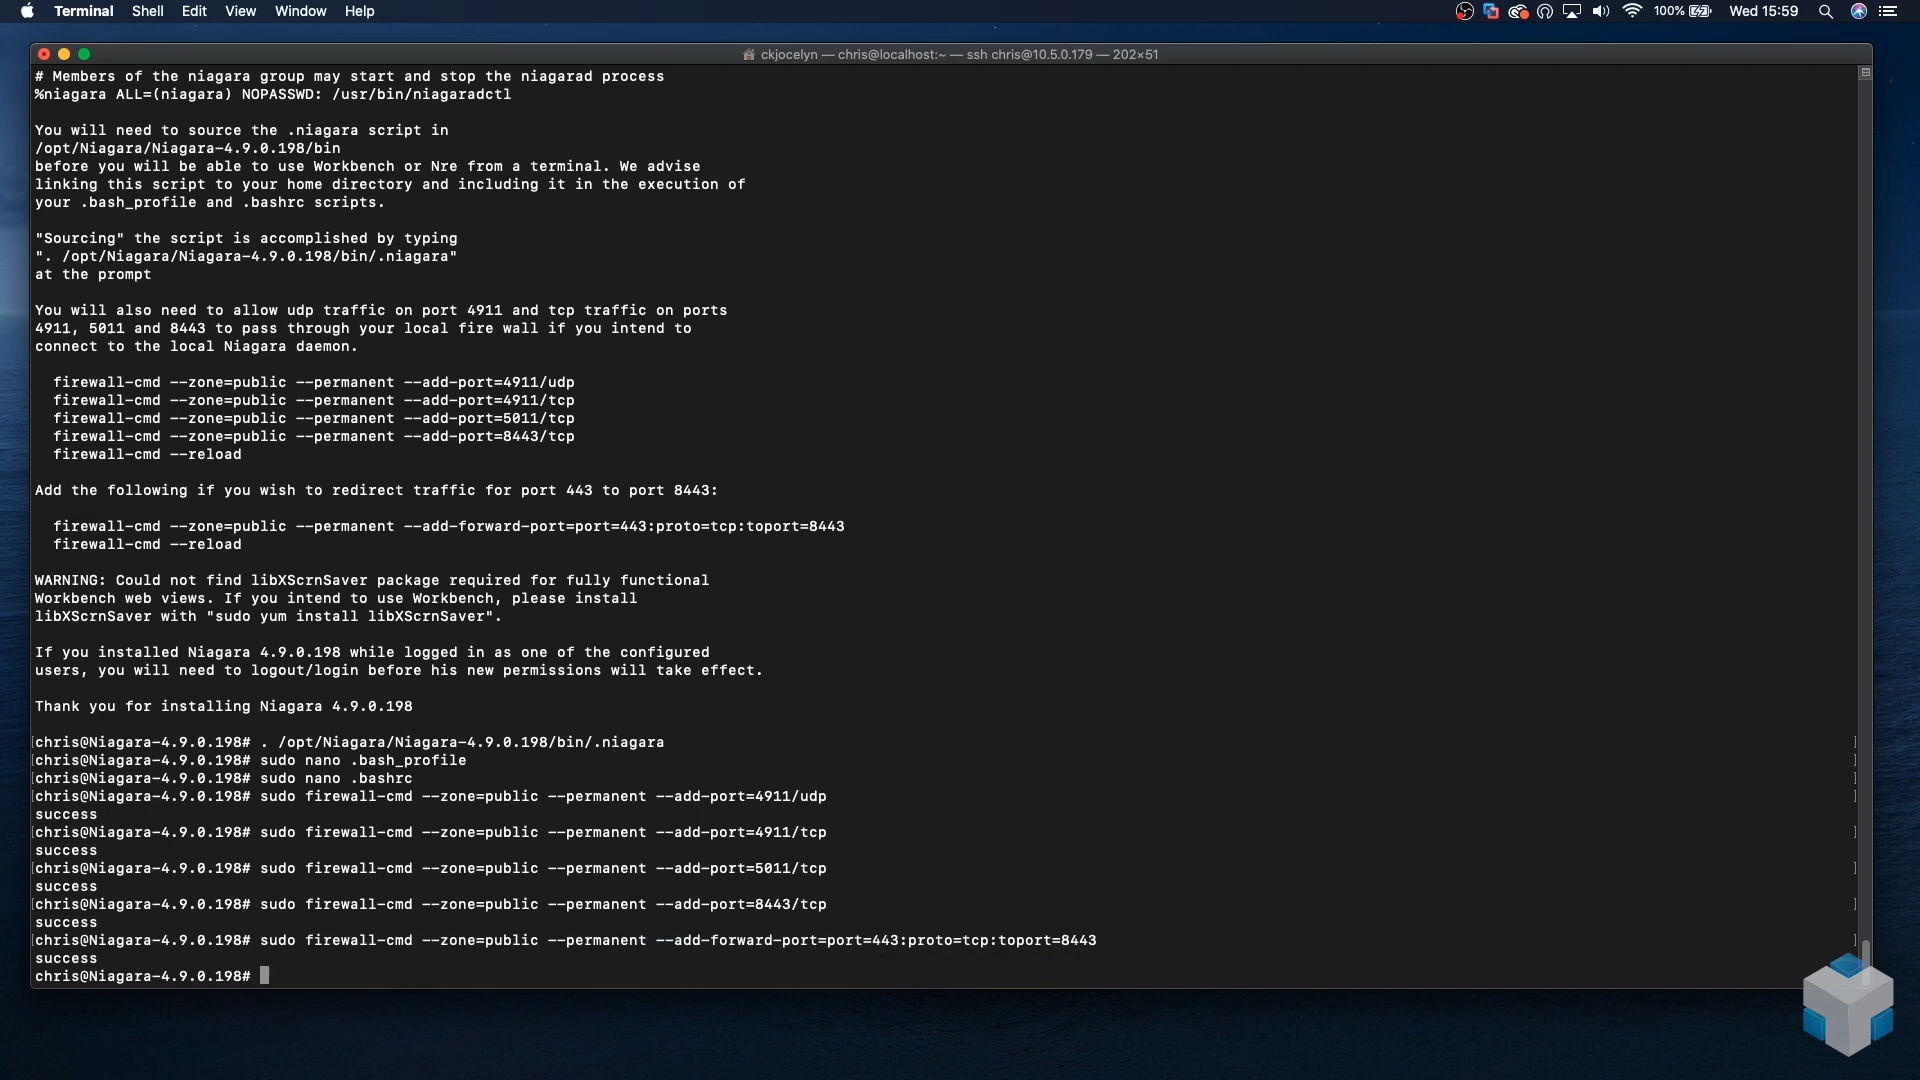 Terminal Shell Edit View Window Help 100% Wed 15:59
ckjocelyn — chris@localhost:~ — ssh chris@10.5.0.179 — 202×51
# Members of the niagara group may start and stop the niagarad process
%niagara ALL=(niagara) NOPASSWD: /usr/bin/niagaradctl
You will need to source the .niagara script in
/opt/Niagara/Niagara-4.9.0.198/bin
before you will be able to use Workbench or Nre from a terminal. We advise
linking this script to your home directory and including it in the execution of
your .bash_profile and .bashrc scripts.
"Sourcing" the script is accomplished by typing
". /opt/Niagara/Niagara-4.9.0.198/bin/.niagara"
at the prompt
You will also need to allow udp traffic on port 4911 and tcp traffic on ports
4911, 5011 and 8443 to pass through your local fire wall if you intend to
connect to the local Niagara daemon.
firewall-cmd --zone=public --permanent --add-port=4911/udp
firewall-cmd --zone=public --permanent --add-port=4911/tcp
firewall-cmd --zone=public --permanent --add-port=5011/tcp
firewall-cmd --zone=public --permanent --add-port=8443/tcp
firewall-cmd --reload
Add the following if you wish to redirect traffic for port 443 to port 8443:
firewall-cmd --zone=public --permanent --add-forward-port=port=443:proto=tcp:toport=8443
firewall-cmd --reload
WARNING: Could not find libXScrnSaver package required for fully functional
Workbench web views. If you intend to use Workbench, please install
libXScrnSaver with "sudo yum install libXScrnSaver".
If you installed Niagara 4.9.0.198 while logged in as one of the configured
users, you will need to logout/login before his new permissions will take effect.
Thank you for installing Niagara 4.9.0.198
[chris@Niagara-4.9.0.198# . /opt/Niagara/Niagara-4.9.0.198/bin/.niagara ]
[chris@Niagara-4.9.0.198# sudo nano .bash_profile ]
[chris@Niagara-4.9.0.198# sudo nano .bashrc ]
[chris@Niagara-4.9.0.198# sudo firewall-cmd --zone=public --permanent --add-port=4911/udp ]
success
[chris@Niagara-4.9.0.198# sudo firewall-cmd --zone=public --permanent --add-port=4911/tcp ]
success
[chris@Niagara-4.9.0.198# sudo firewall-cmd --zone=public --permanent --add-port=5011/tcp ]
success
[chris@Niagara-4.9.0.198# sudo firewall-cmd --zone=public --permanent --add-port=8443/tcp ]
success
[chris@Niagara-4.9.0.198# sudo firewall-cmd --zone=public --permanent --add-forward-port=port=443:proto=tcp:toport=8443 ]
success
chris@Niagara-4.9.0.198#